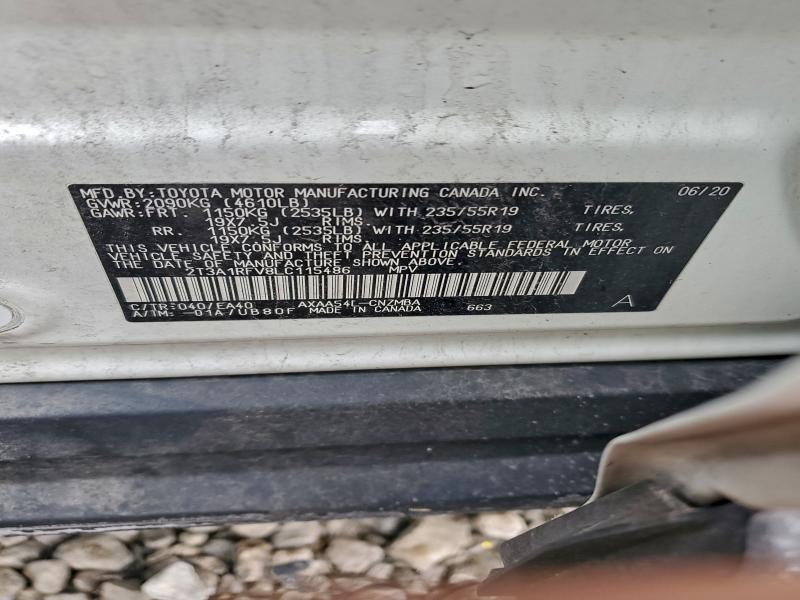 MFD BY:TOYOTA MOTOR MANUFACTURING CANADA INC. 06/20
GVWR:2090KG (4610LB)
GAWR:FRT. 1150KG (2535LB) WITH 235/55R19 TIRES,
19X7.5J RIMS
RR. 1150KG (2535LB) WITH 235/55R19 TIRES,
19X7.5J RIMS
THIS VEHICLE CONFORMS TO ALL APPLICABLE FEDERAL MOTOR
VEHICLE SAFETY AND THEFT PREVENTION STANDARDS IN EFFECT ON
THE DATE OF MANUFACTURE SHOWN ABOVE.
2T3A1RFV8LC115486 MPV
C/TR:040/EA40 AXAA54L-CNZMBA A
A/TM: -01A/UB80F MADE IN CANADA 663